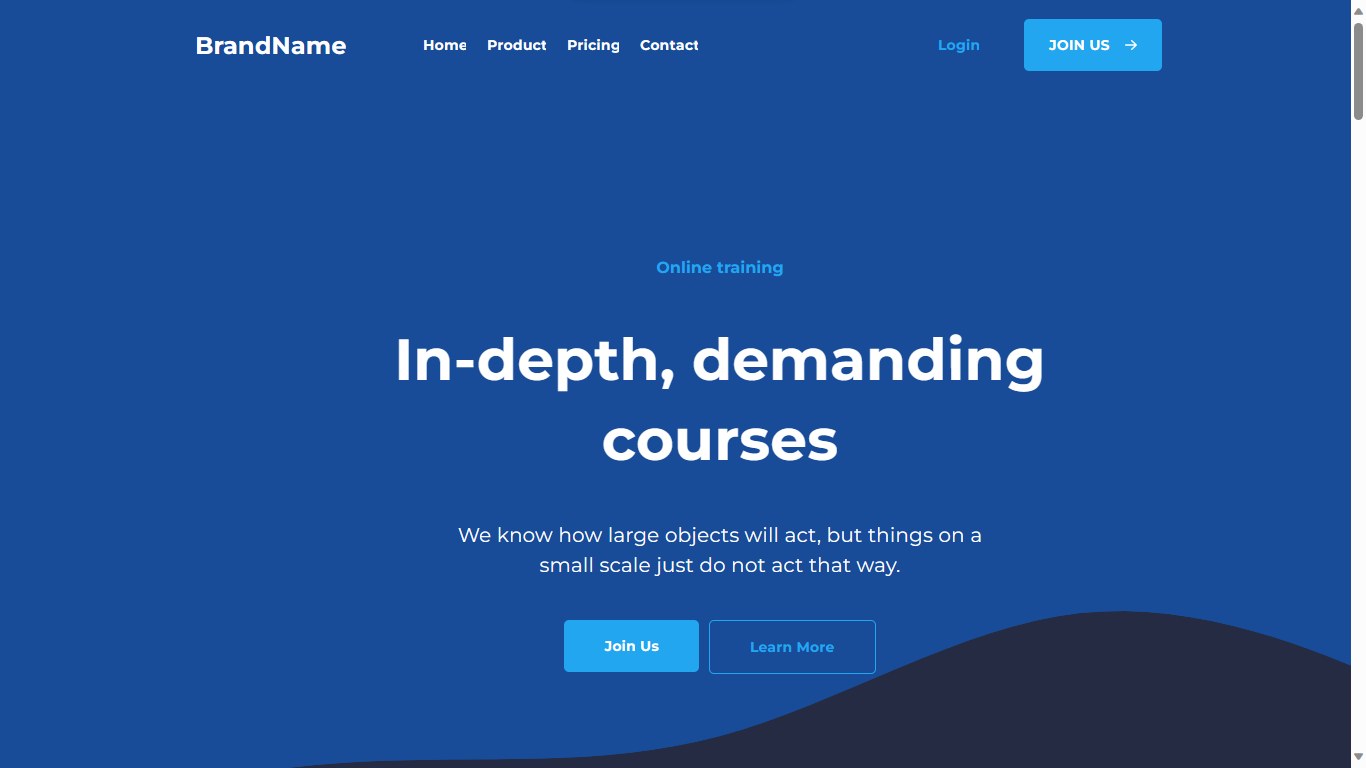 BrandName
Home Product Pricing Contact
Login
JOIN US
Online training
In-depth, demanding
courses
We know how large objects will act, but things on a
small scale just do not act that way.
Join Us
Learn More